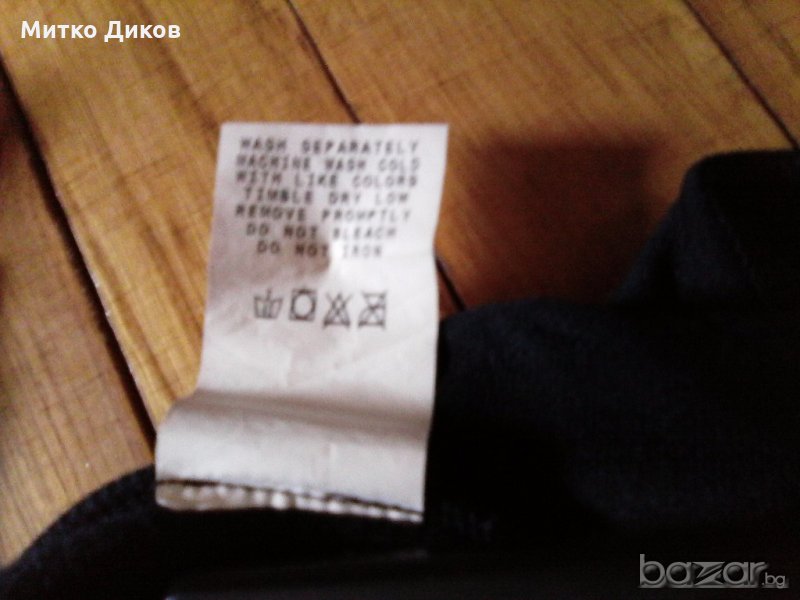 Митко Диков
WASH SEPARATELY
MACHINE WASH COLD
WITH LIKE COLORS
TIMBLE DRY LOW
REMOVE PROMPTLY
DO NOT BLEACH
DO NOT IRON
bazar.bg